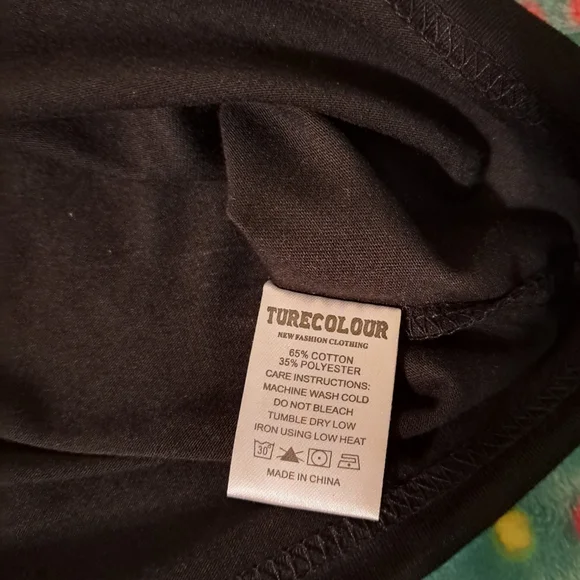 TURECOLOUR
NEW FASHION CLOTHING
65% COTTON
35% POLYESTER
CARE INSTRUCTIONS:
MACHINE WASH COLD
DO NOT BLEACH
TUMBLE DRY LOW
IRON USING LOW HEAT
30°
MADE IN CHINA